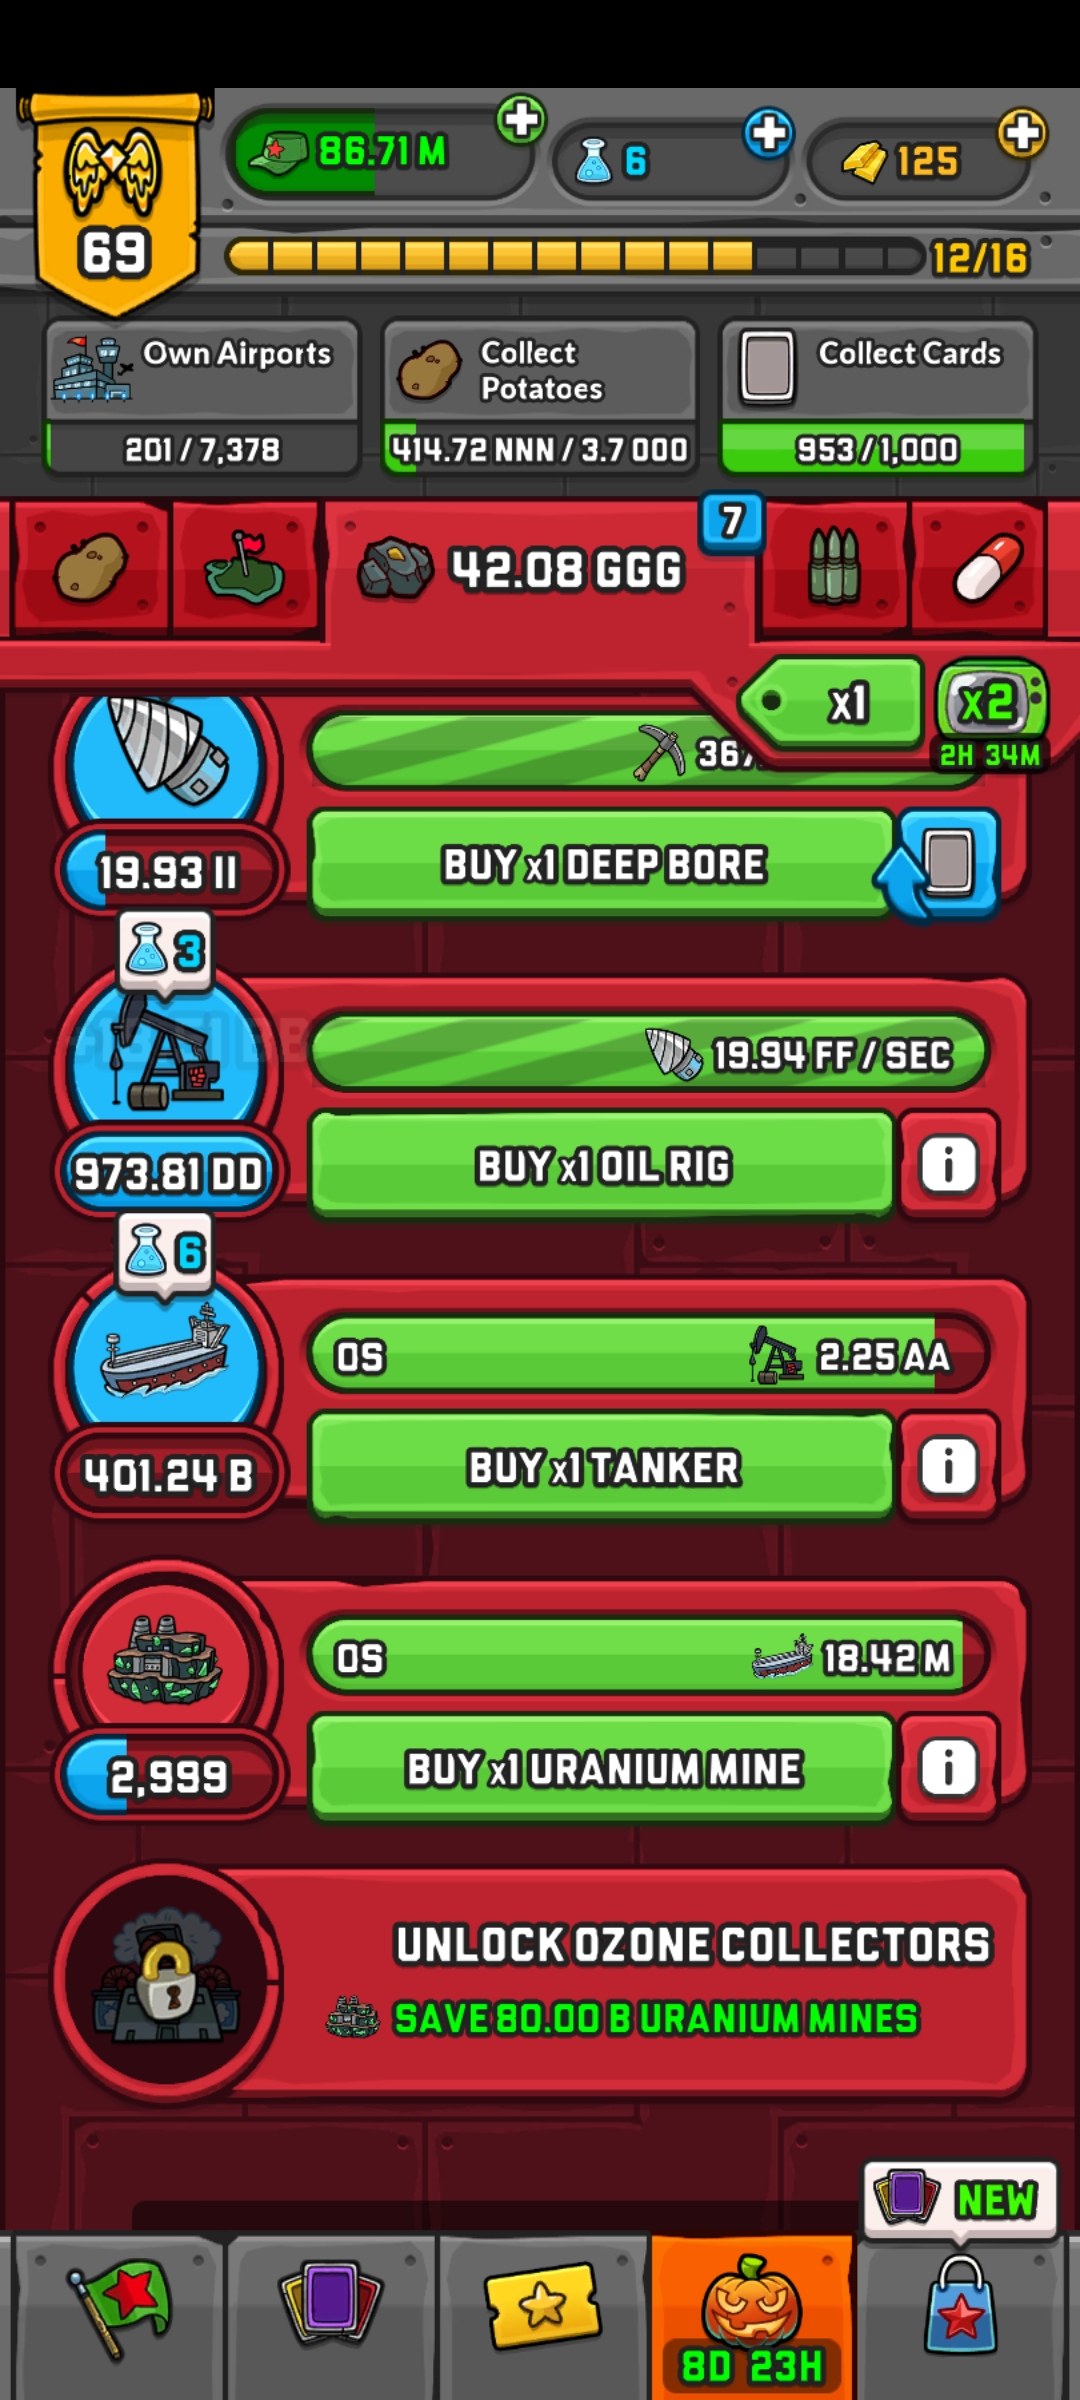 69
86.71 M
6
125
12/16
Own Airports
201 / 7,378
Collect
Potatoes
414.72 NNN / 3.7 OOO
Collect Cards
953 / 1,000
42.08 GGG
7
x1
x2
2H 34M
19.93 II
BUY x1 DEEP BORE
3
19.94 FF / SEC
973.81 DD
BUY x1 OIL RIG
i
6
0S
2.25 AA
401.24 B
BUY x1 TANKER
i
0S
18.42 M
2,999
BUY x1 URANIUM MINE
i
UNLOCK OZONE COLLECTORS
SAVE 80.00 B URANIUM MINES
NEW
8D 23H